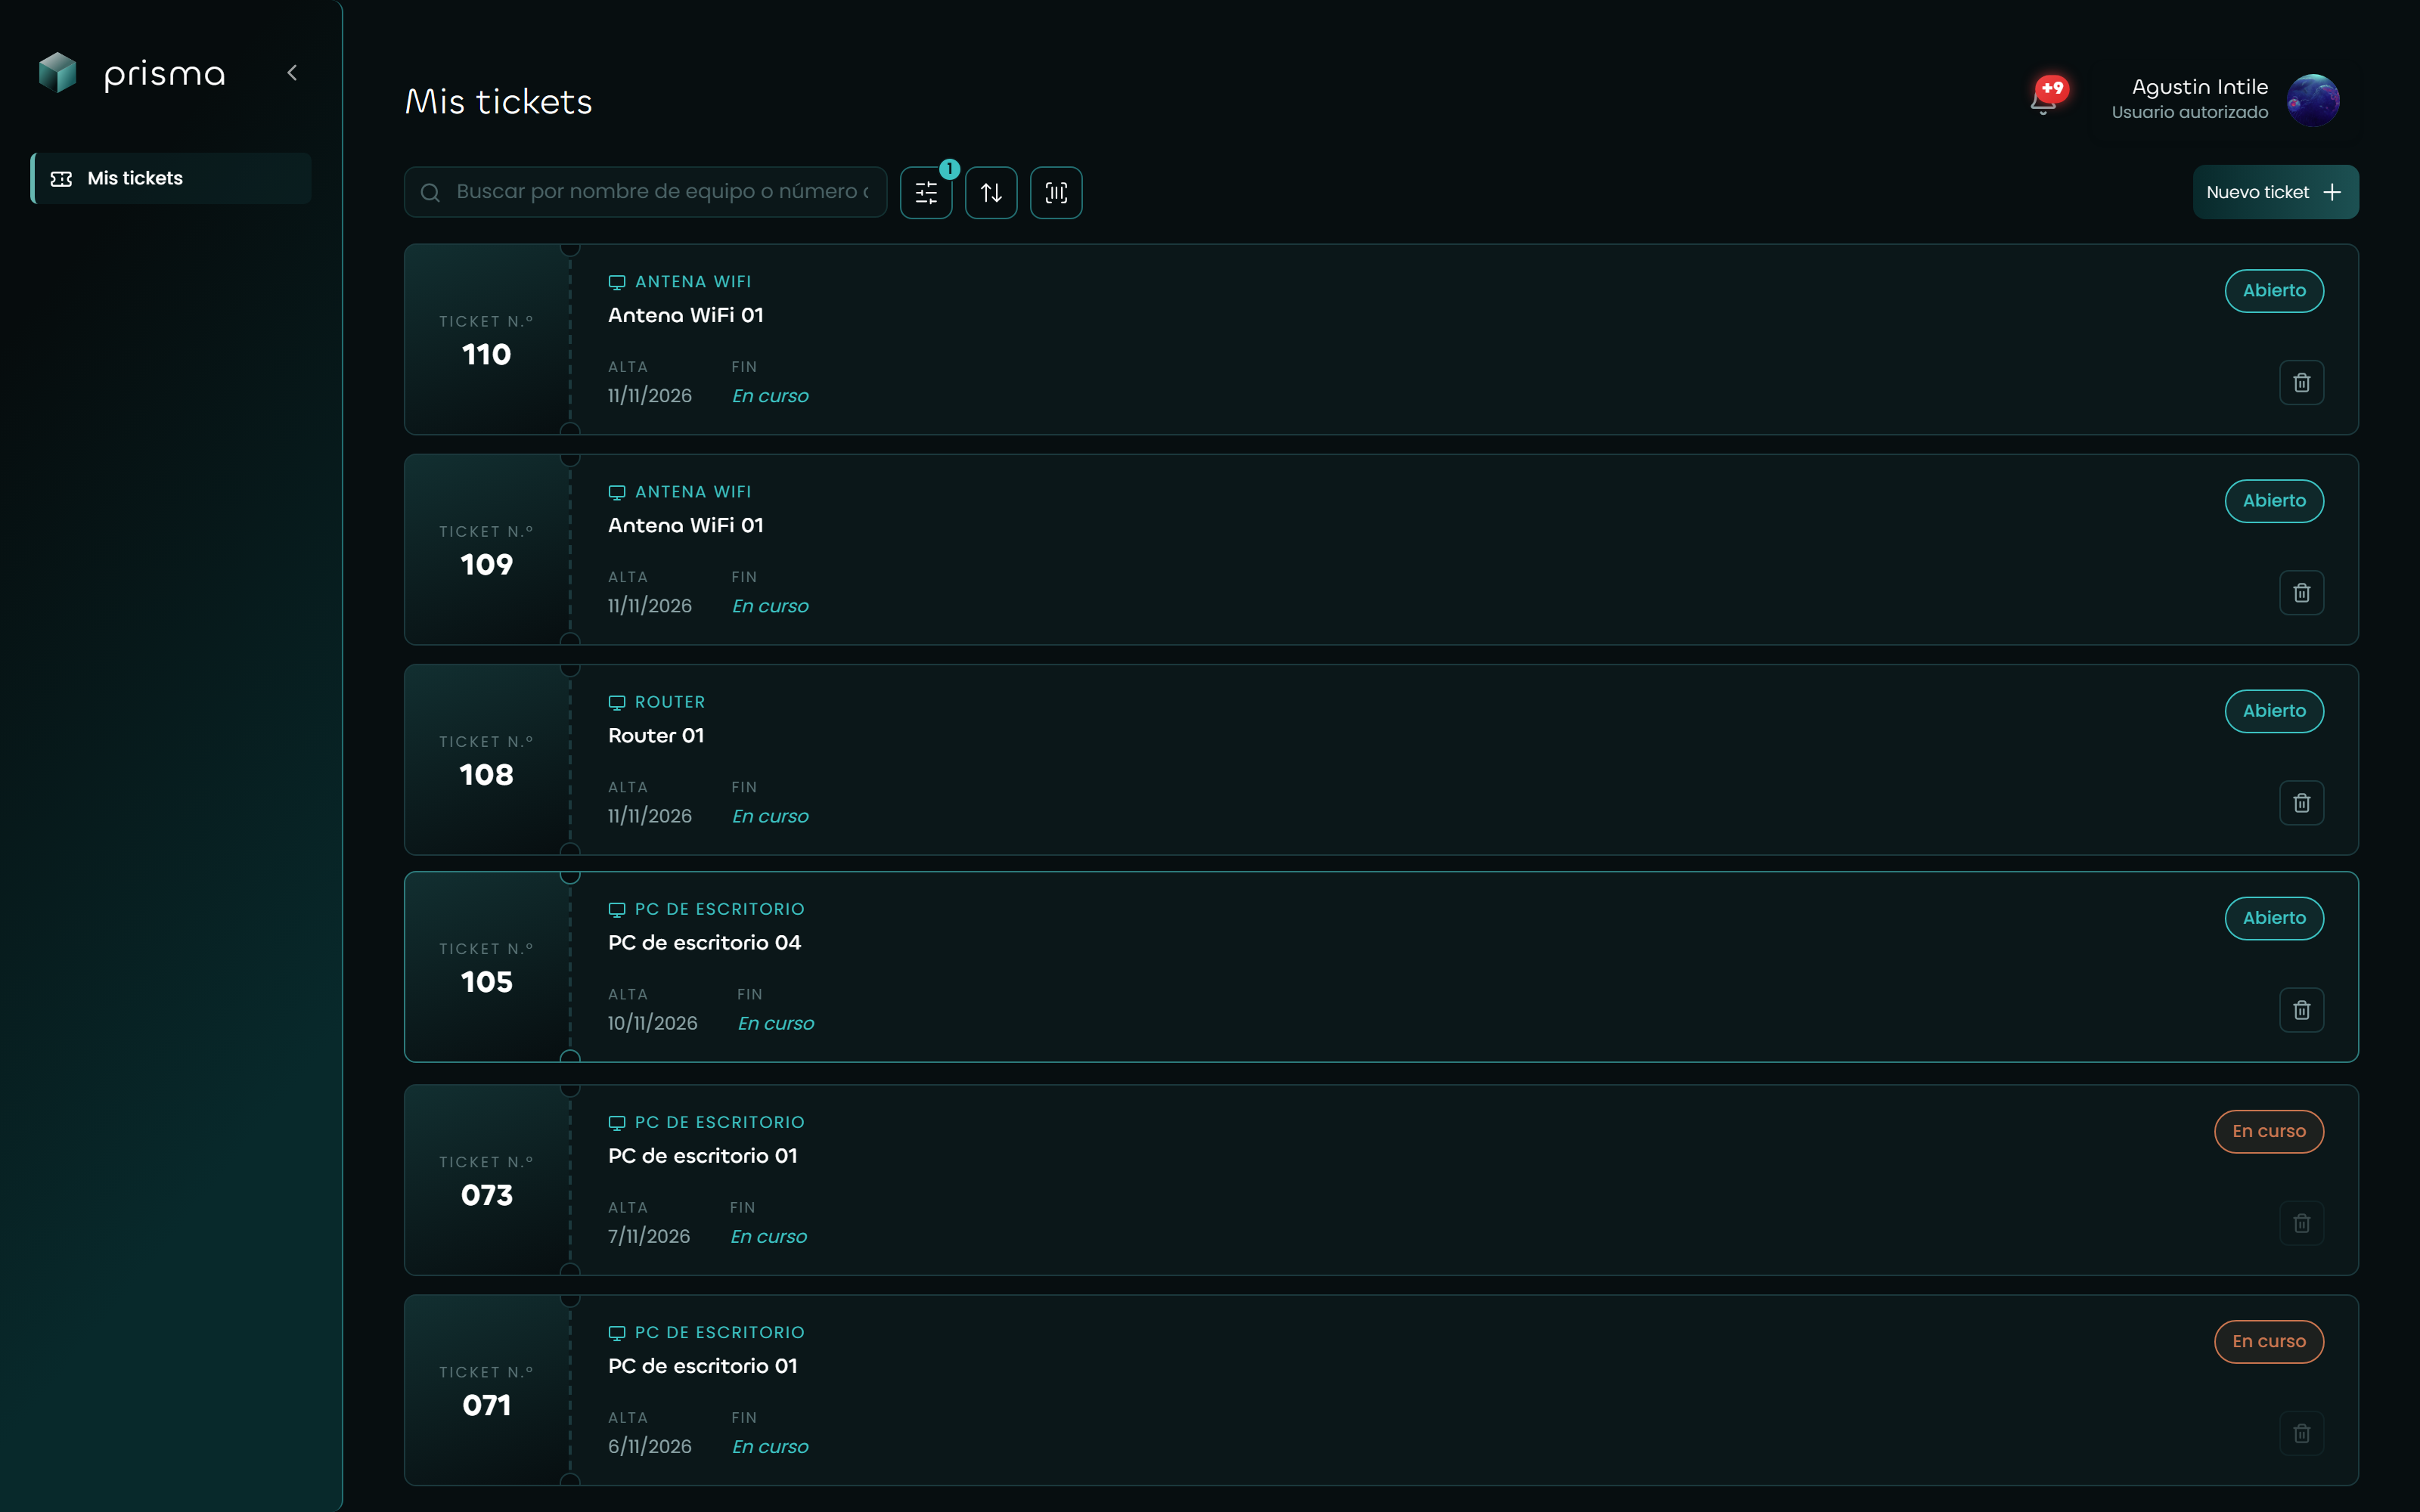 prisma
Mis tickets
Mis tickets
+9
Agustin Intile
Usuario autorizado
Buscar por nombre de equipo o número
1
Nuevo ticket
TICKET N.º
110
ANTENA WIFI
Antena WiFi 01
ALTA
FIN
11/11/2026
En curso
Abierto
TICKET N.º
109
ANTENA WIFI
Antena WiFi 01
ALTA
FIN
11/11/2026
En curso
Abierto
TICKET N.º
108
ROUTER
Router 01
ALTA
FIN
11/11/2026
En curso
Abierto
TICKET N.º
105
PC DE ESCRITORIO
PC de escritorio 04
ALTA
FIN
10/11/2026
En curso
Abierto
TICKET N.º
073
PC DE ESCRITORIO
PC de escritorio 01
ALTA
FIN
7/11/2026
En curso
En curso
TICKET N.º
071
PC DE ESCRITORIO
PC de escritorio 01
ALTA
FIN
6/11/2026
En curso
En curso